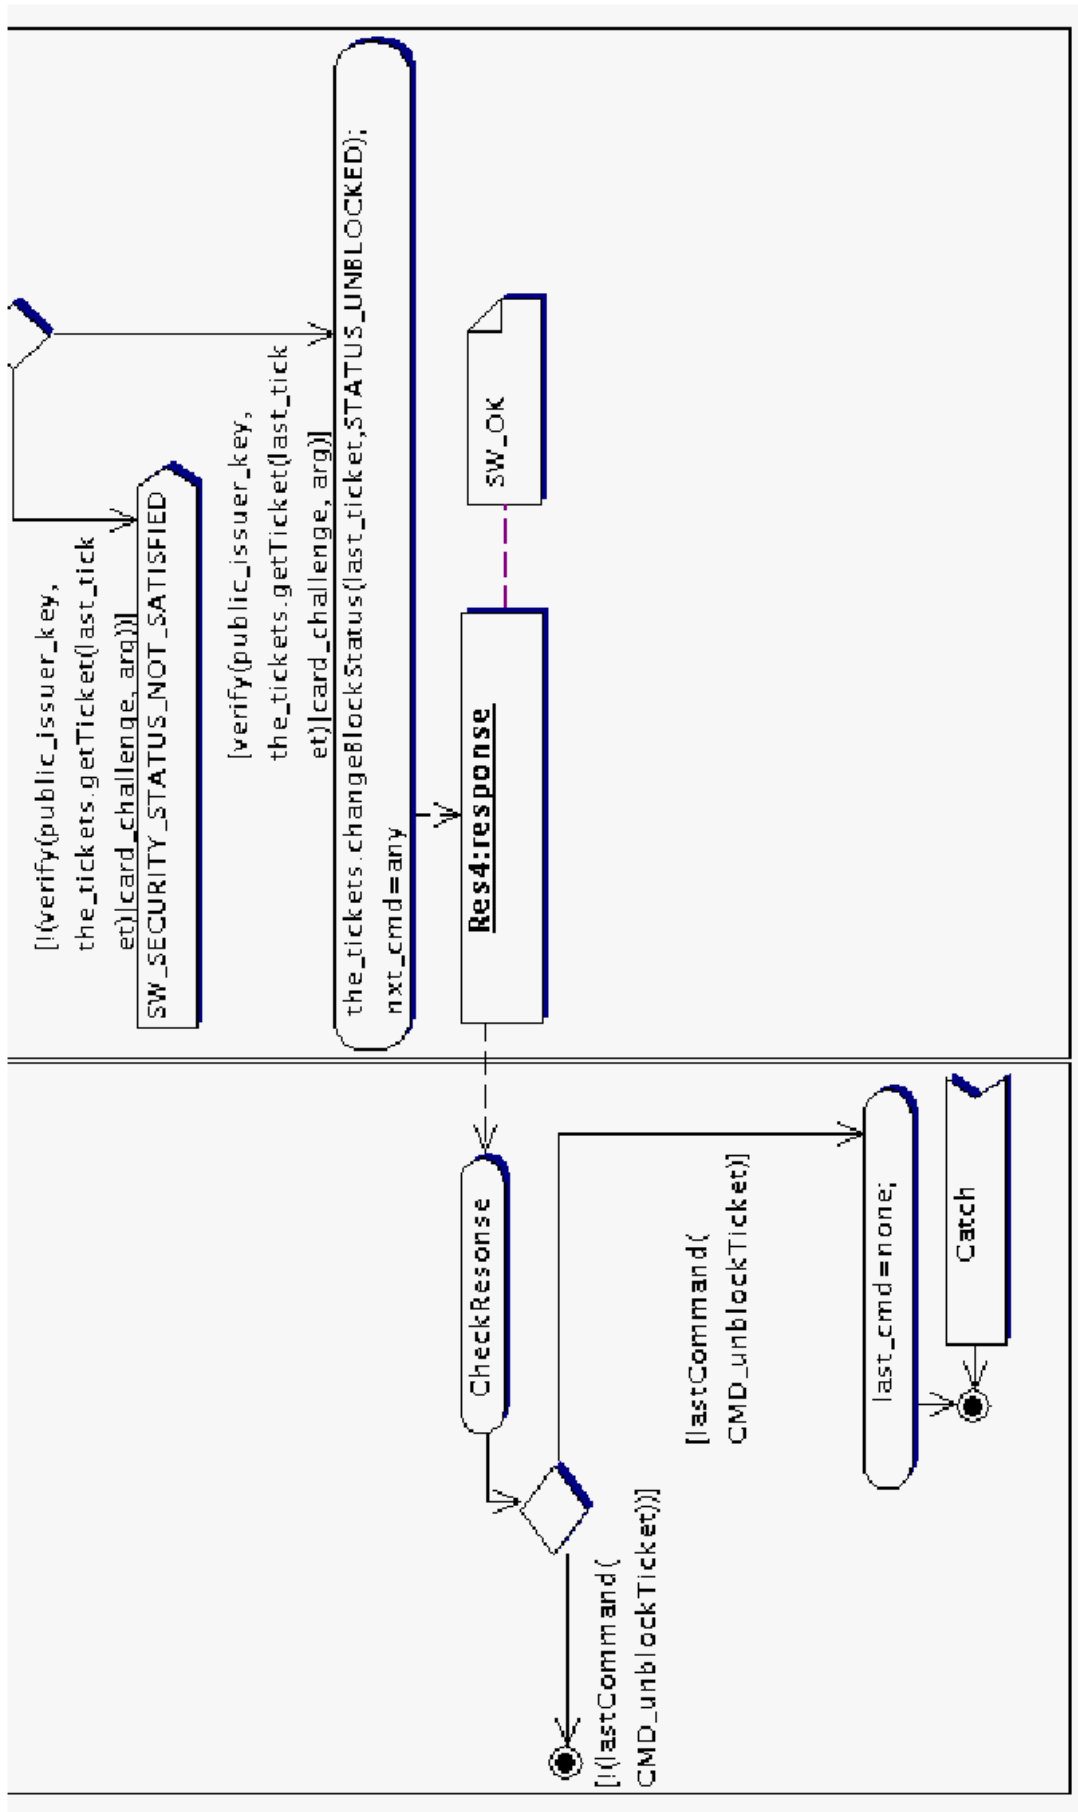 [!(verify(public_issuer_key,
the_tickets.getTicket(last_tick
et)|card_challenge, arg))]
SW_SECURITY_STATUS_NOT_SATISFIED
[verify(public_issuer_key,
the_tickets.getTicket(last_tick
et)|card_challenge, arg)]
the_tickets.changeBlockStatus(last_ticket,STATUS_UNBLOCKED);
nxt_cmd=any
Res4:response
SW_OK
CheckResonse
[!(lastCommand(
CMD_unblockTicket))]
[lastCommand(
CMD_unblockTicket)]
last_cmd=none;
Catch